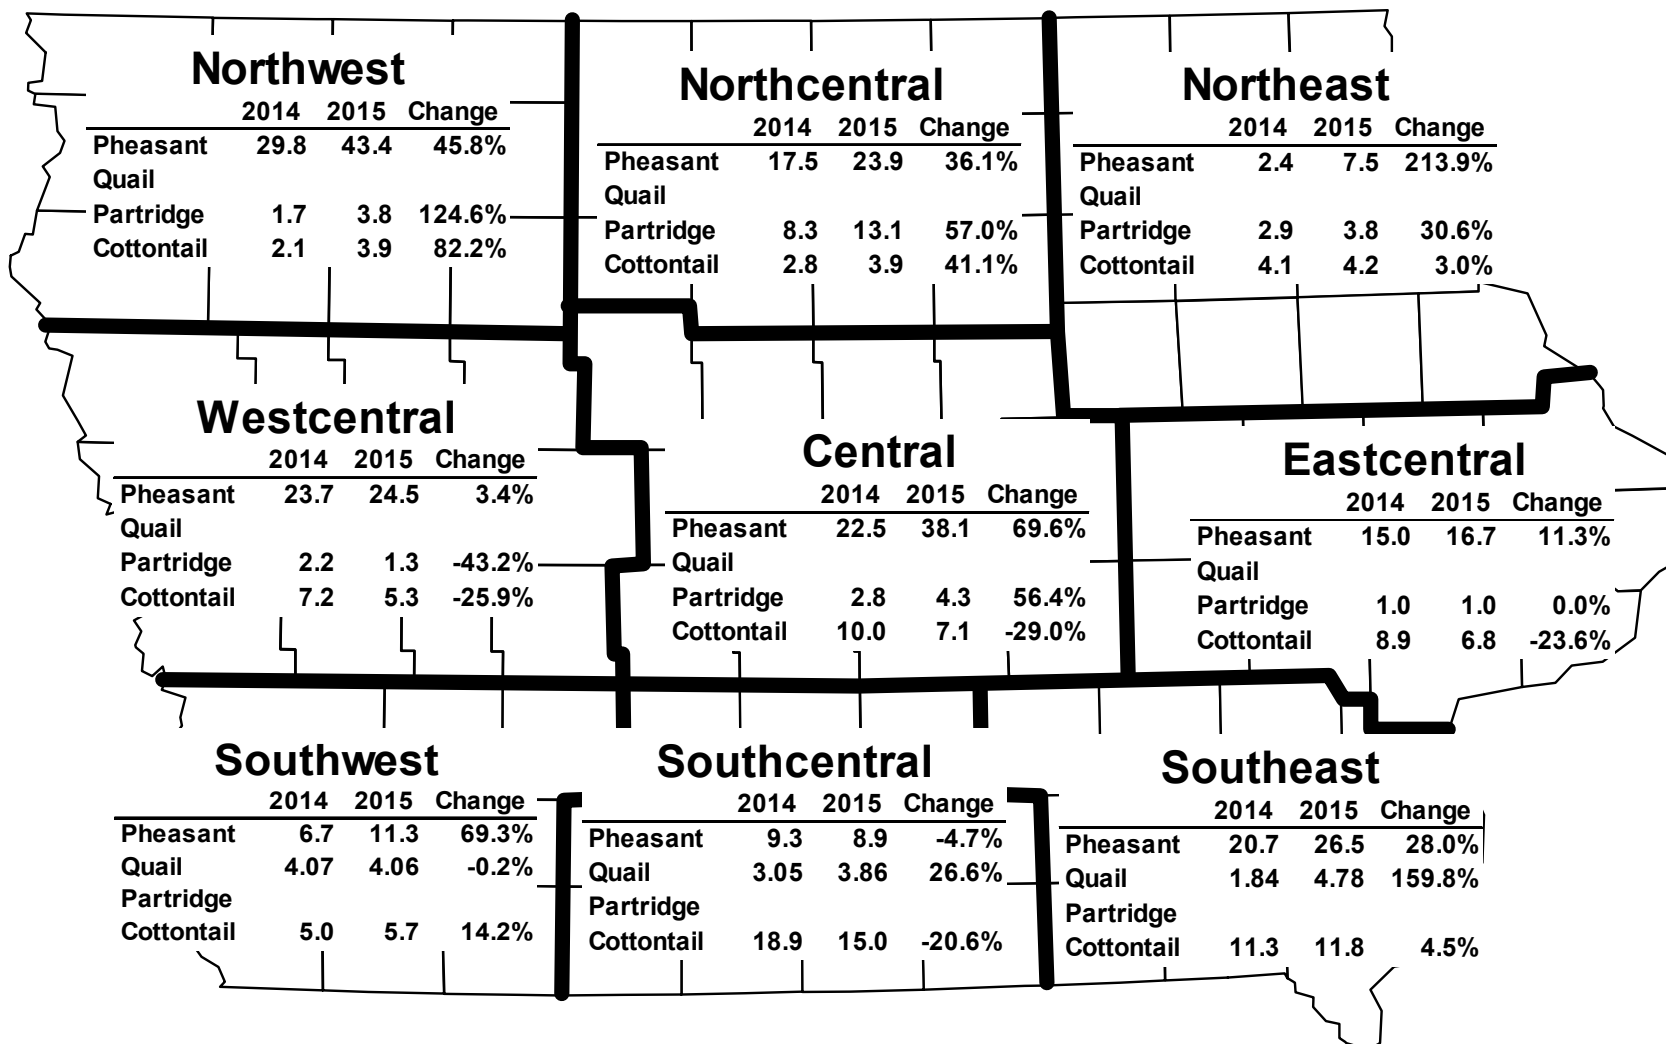 Northwest
2014 2015 Change
Pheasant 29.8 43.4 45.8%
Quail
Partridge 1.7 3.8 124.6%
Cottontail 2.1 3.9 82.2%
Northcentral
2014 2015 Change
Pheasant 17.5 23.9 36.1%
Quail
Partridge 8.3 13.1 57.0%
Cottontail 2.8 3.9 41.1%
Northeast
2014 2015 Change
Pheasant 2.4 7.5 213.9%
Quail
Partridge 2.9 3.8 30.6%
Cottontail 4.1 4.2 3.0%
Westcentral
2014 2015 Change
Pheasant 23.7 24.5 3.4%
Quail
Partridge 2.2 1.3 -43.2%
Cottontail 7.2 5.3 -25.9%
Central
2014 2015 Change
Pheasant 22.5 38.1 69.6%
Quail
Partridge 2.8 4.3 56.4%
Cottontail 10.0 7.1 -29.0%
Eastcentral
2014 2015 Change
Pheasant 15.0 16.7 11.3%
Quail
Partridge 1.0 1.0 0.0%
Cottontail 8.9 6.8 -23.6%
Southwest
2014 2015 Change
Pheasant 6.7 11.3 69.3%
Quail 4.07 4.06 -0.2%
Partridge
Cottontail 5.0 5.7 14.2%
Southcentral
2014 2015 Change
Pheasant 9.3 8.9 -4.7%
Quail 3.05 3.86 26.6%
Partridge
Cottontail 18.9 15.0 -20.6%
Southeast
2014 2015 Change
Pheasant 20.7 26.5 28.0%
Quail 1.84 4.78 159.8%
Partridge
Cottontail 11.3 11.8 4.5%